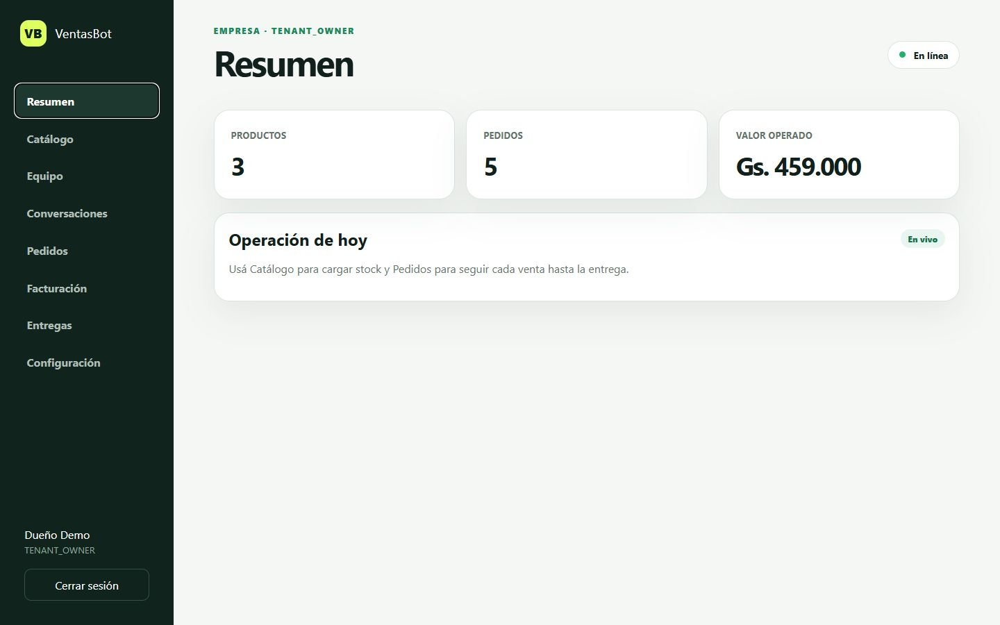 VB VentasBot
Resumen
Catálogo
Equipo
Conversaciones
Pedidos
Facturación
Entregas
Configuración
Dueño Demo
TENANT_OWNER
Cerrar sesión
EMPRESA · TENANT_OWNER
Resumen
En línea
PRODUCTOS
3
PEDIDOS
5
VALOR OPERADO
Gs. 459.000
Operación de hoy
En vivo
Usá Catálogo para cargar stock y Pedidos para seguir cada venta hasta la entrega.